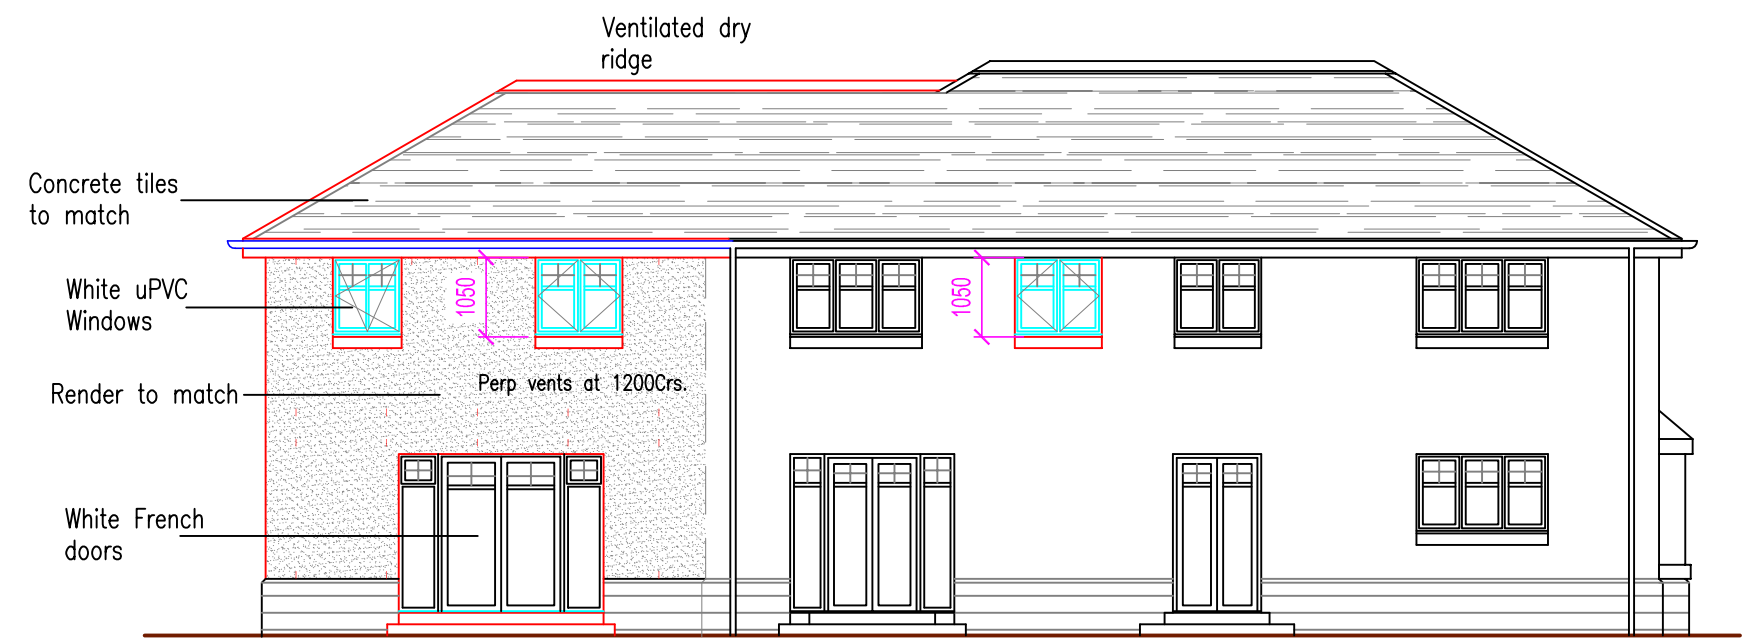 Ventilated dry
ridge
Concrete tiles
to match
White uPVC
Windows
1050
1050
Perp vents at 1200Crs.
Render to match
White French
doors